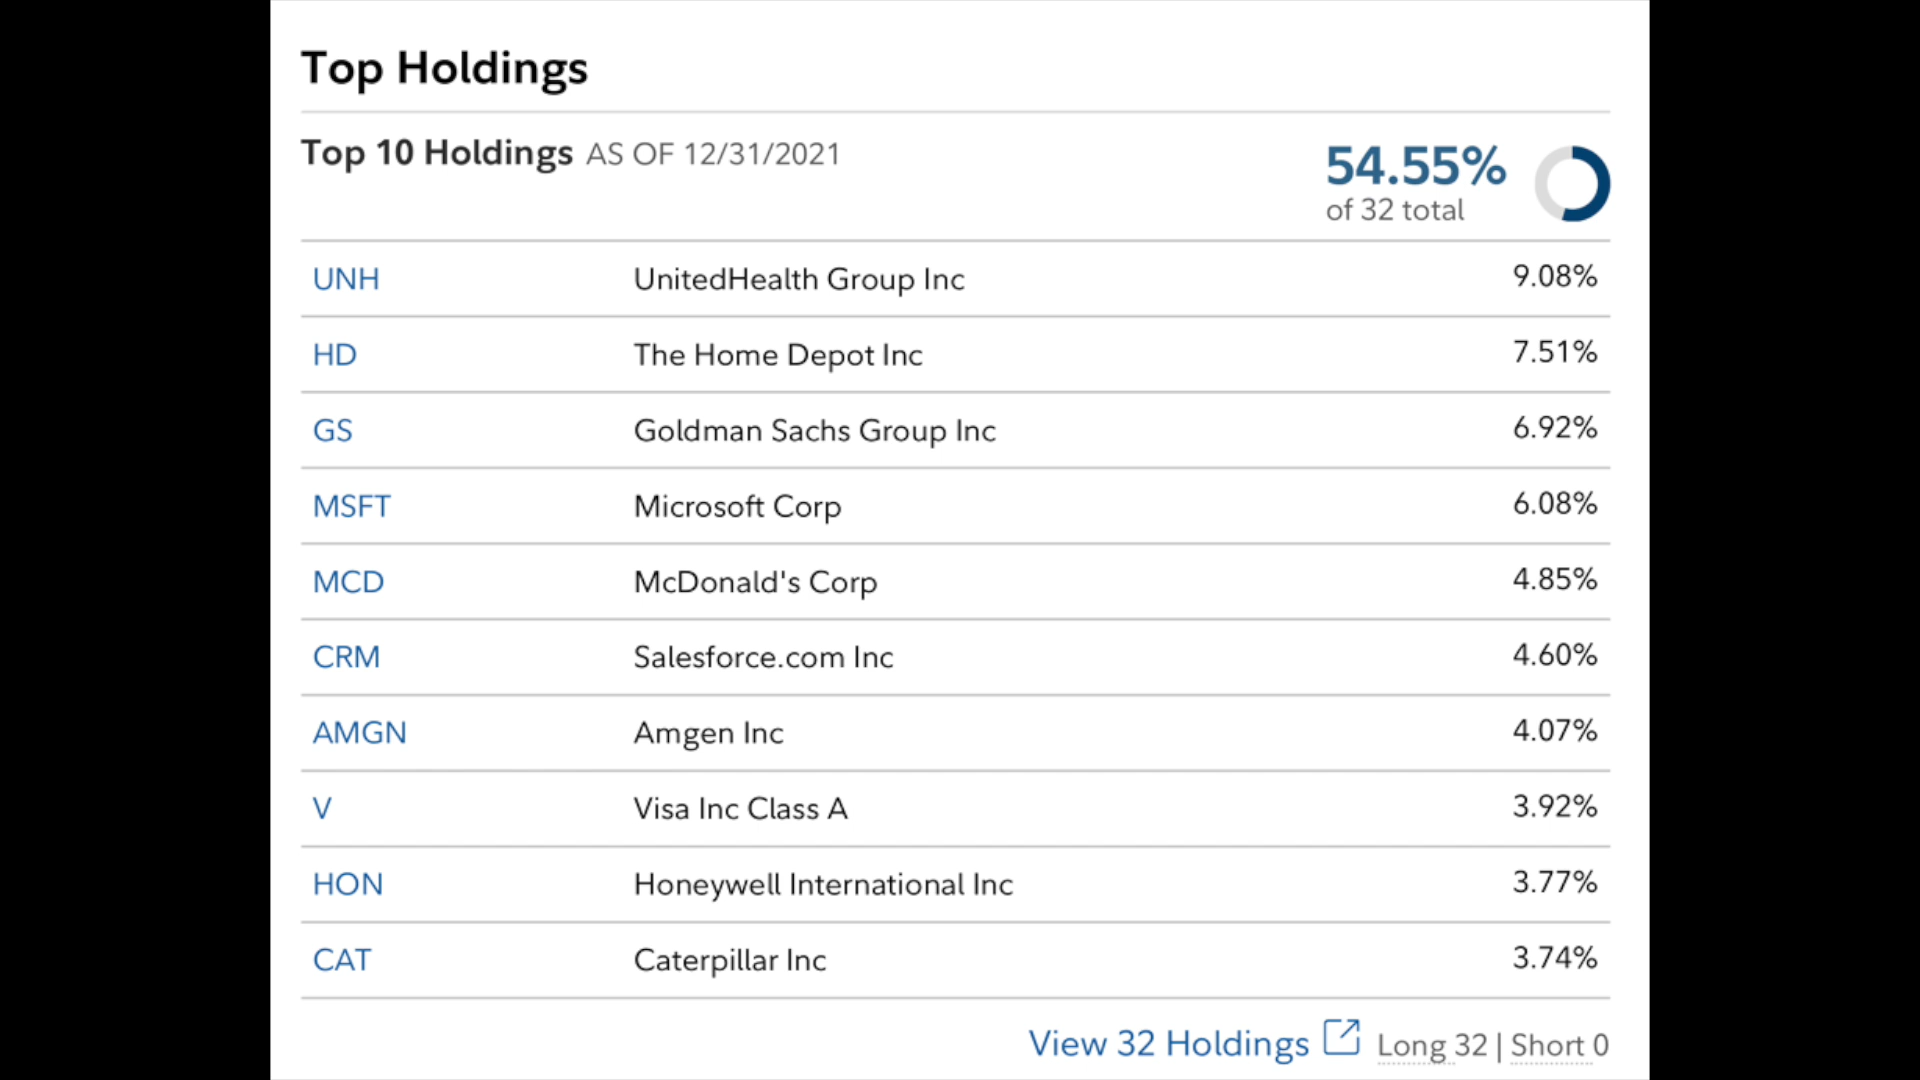 Top Holdings
Top 10 Holdings AS OF 12/31/2021
54.55%
of 32 total
UNH UnitedHealth Group Inc 9.08%
HD The Home Depot Inc 7.51%
GS Goldman Sachs Group Inc 6.92%
MSFT Microsoft Corp 6.08%
MCD McDonald's Corp 4.85%
CRM Salesforce.com Inc 4.60%
AMGN Amgen Inc 4.07%
V Visa Inc Class A 3.92%
HON Honeywell International Inc 3.77%
CAT Caterpillar Inc 3.74%
View 32 Holdings Long 32 | Short 0